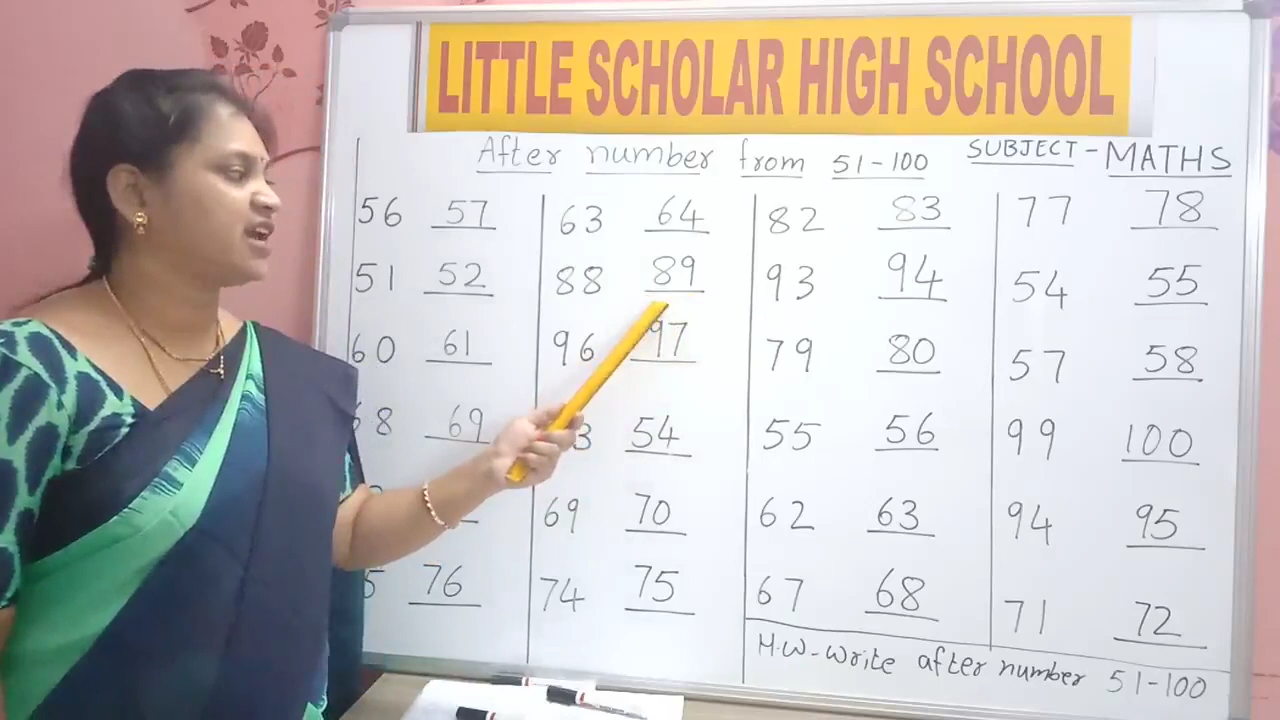 LITTLE SCHOLAR HIGH SCHOOL
After number from 51-100 SUBJECT - MATHS
56 57 63 64 82 83 77 78
51 52 88 89 93 94 54 55
60 61 96 97 79 80 57 58
8 69 3 54 55 56 99 100
69 70 62 63 94 95
5 76 74 75 67 68 71 72
H.W-Write after number 51-100